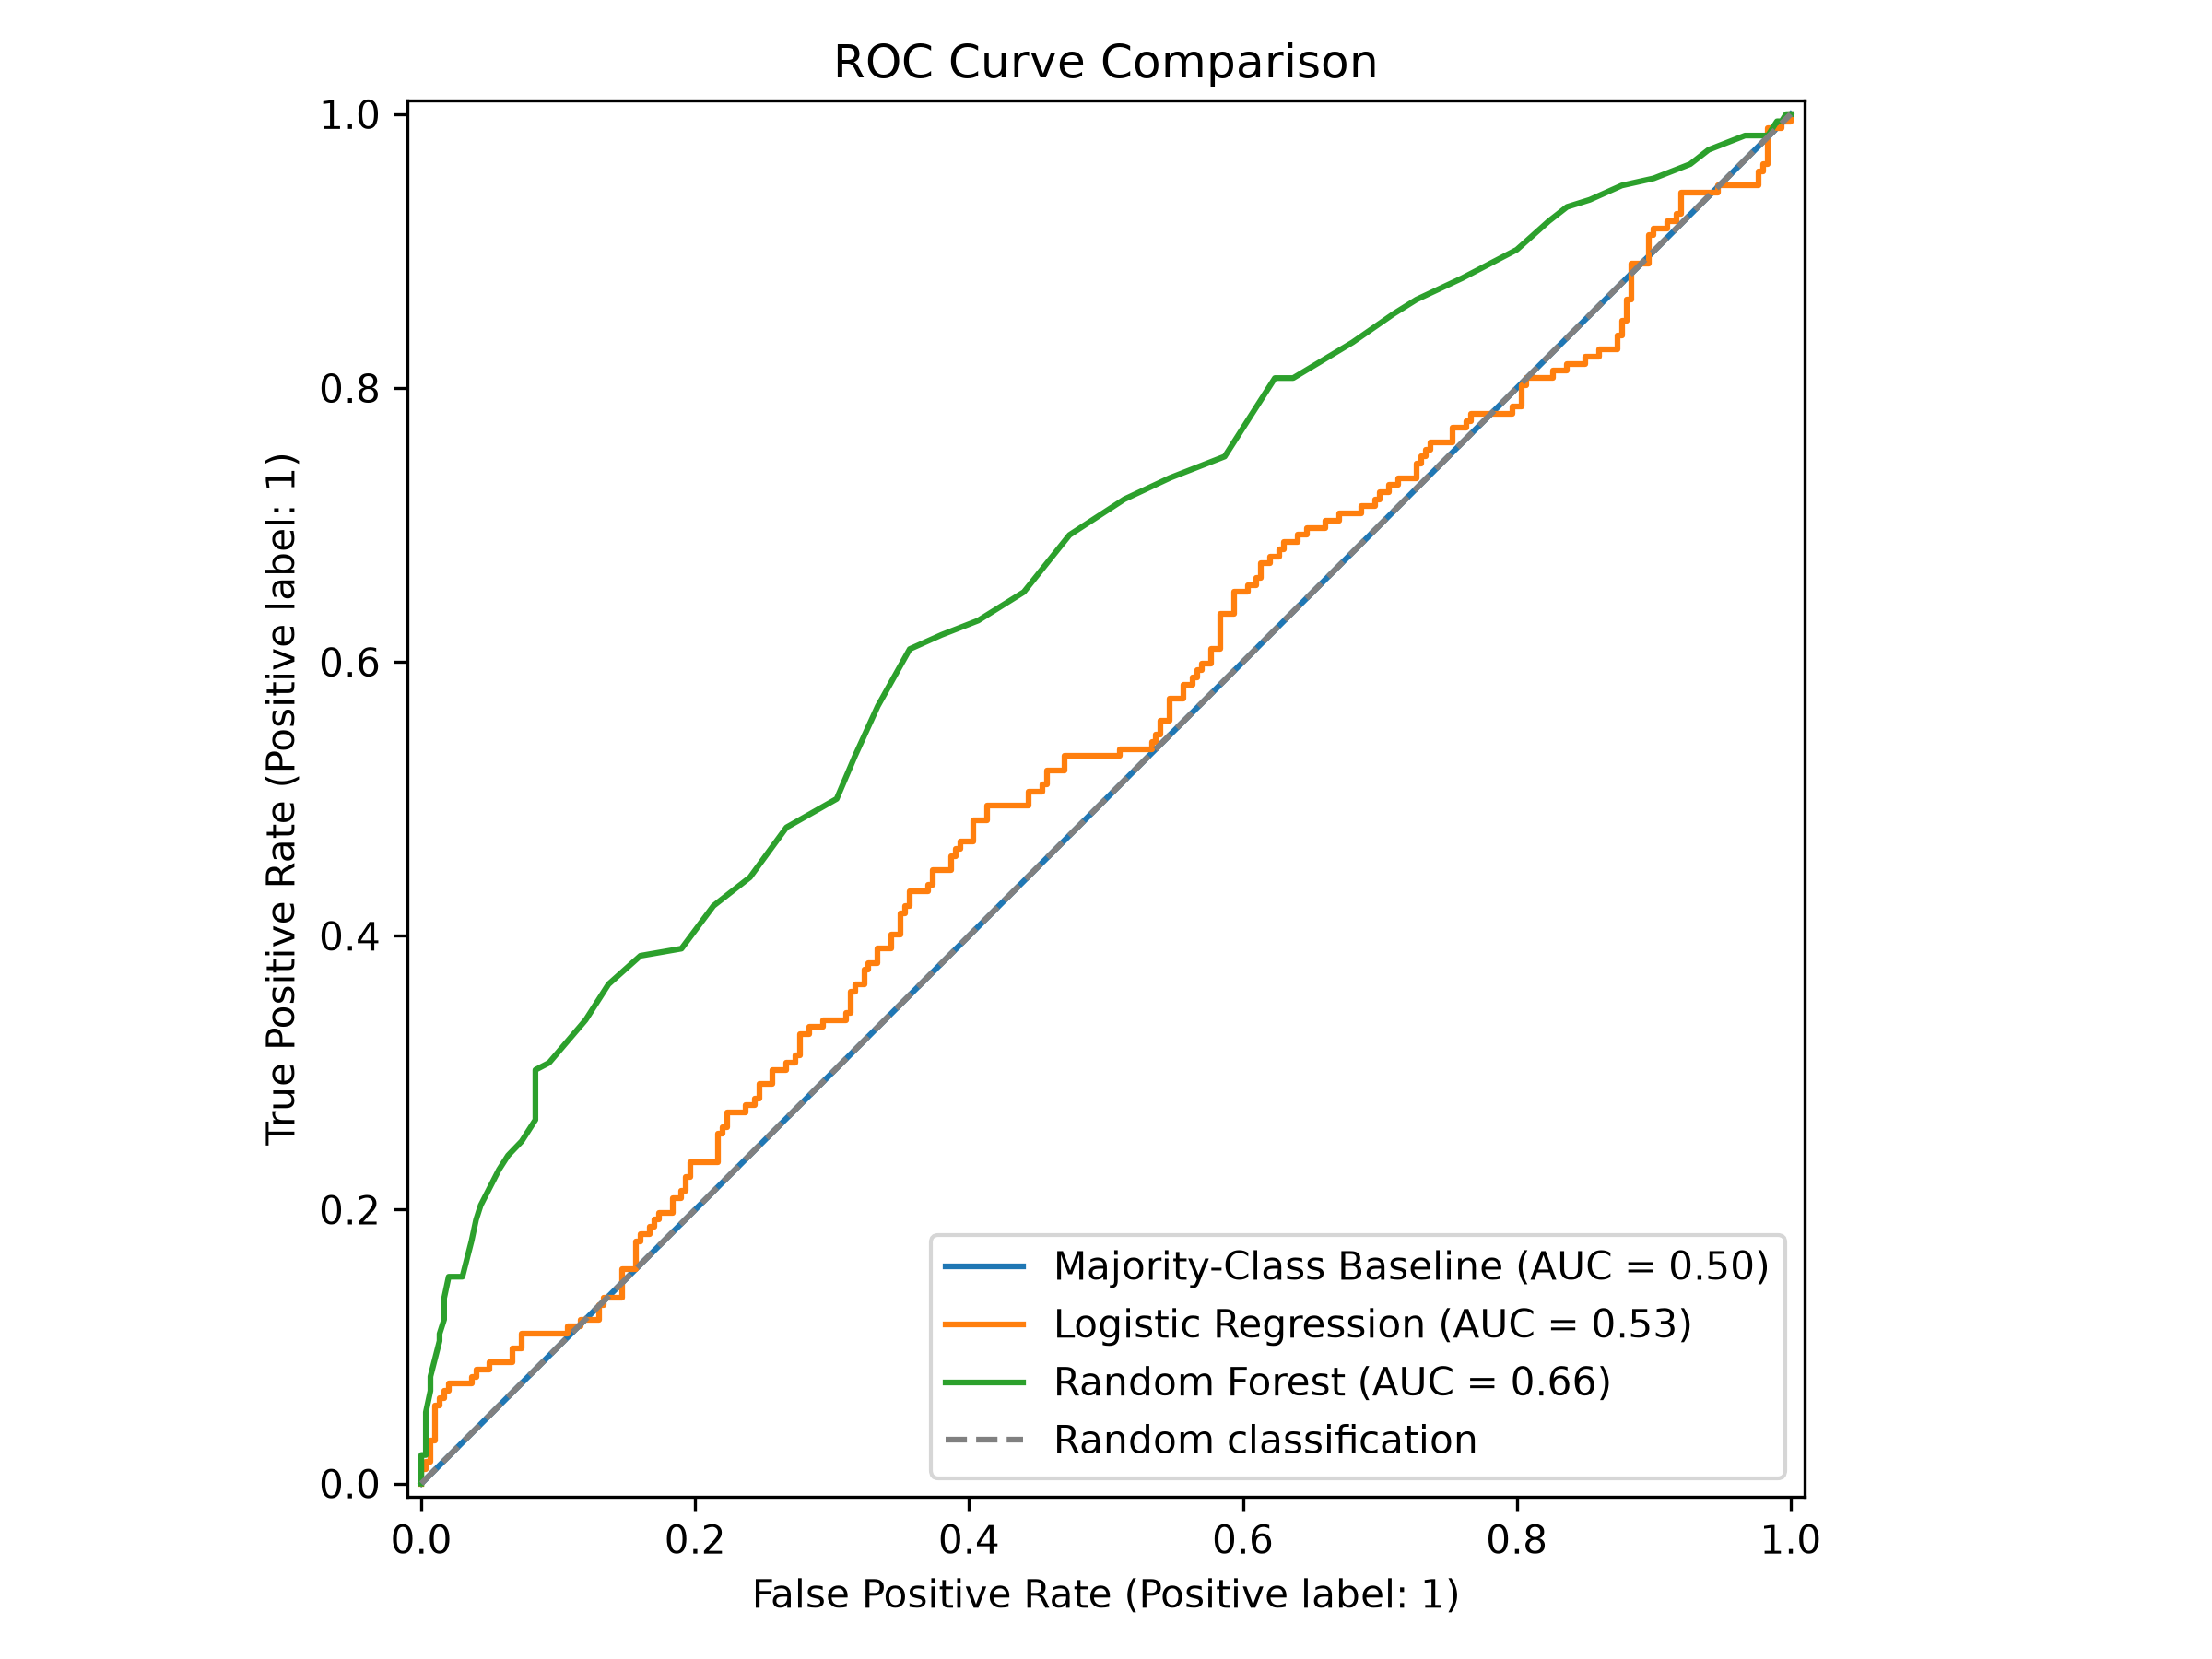 ROC Curve Comparison
True Positive Rate (Positive label: 1)
1.0
0.8
0.6
0.4
0.2
0.0
Majority-Class Baseline (AUC = 0.50)
Logistic Regression (AUC = 0.53)
Random Forest (AUC = 0.66)
Random classification
0.0 0.2 0.4 0.6 0.8 1.0
False Positive Rate (Positive label: 1)